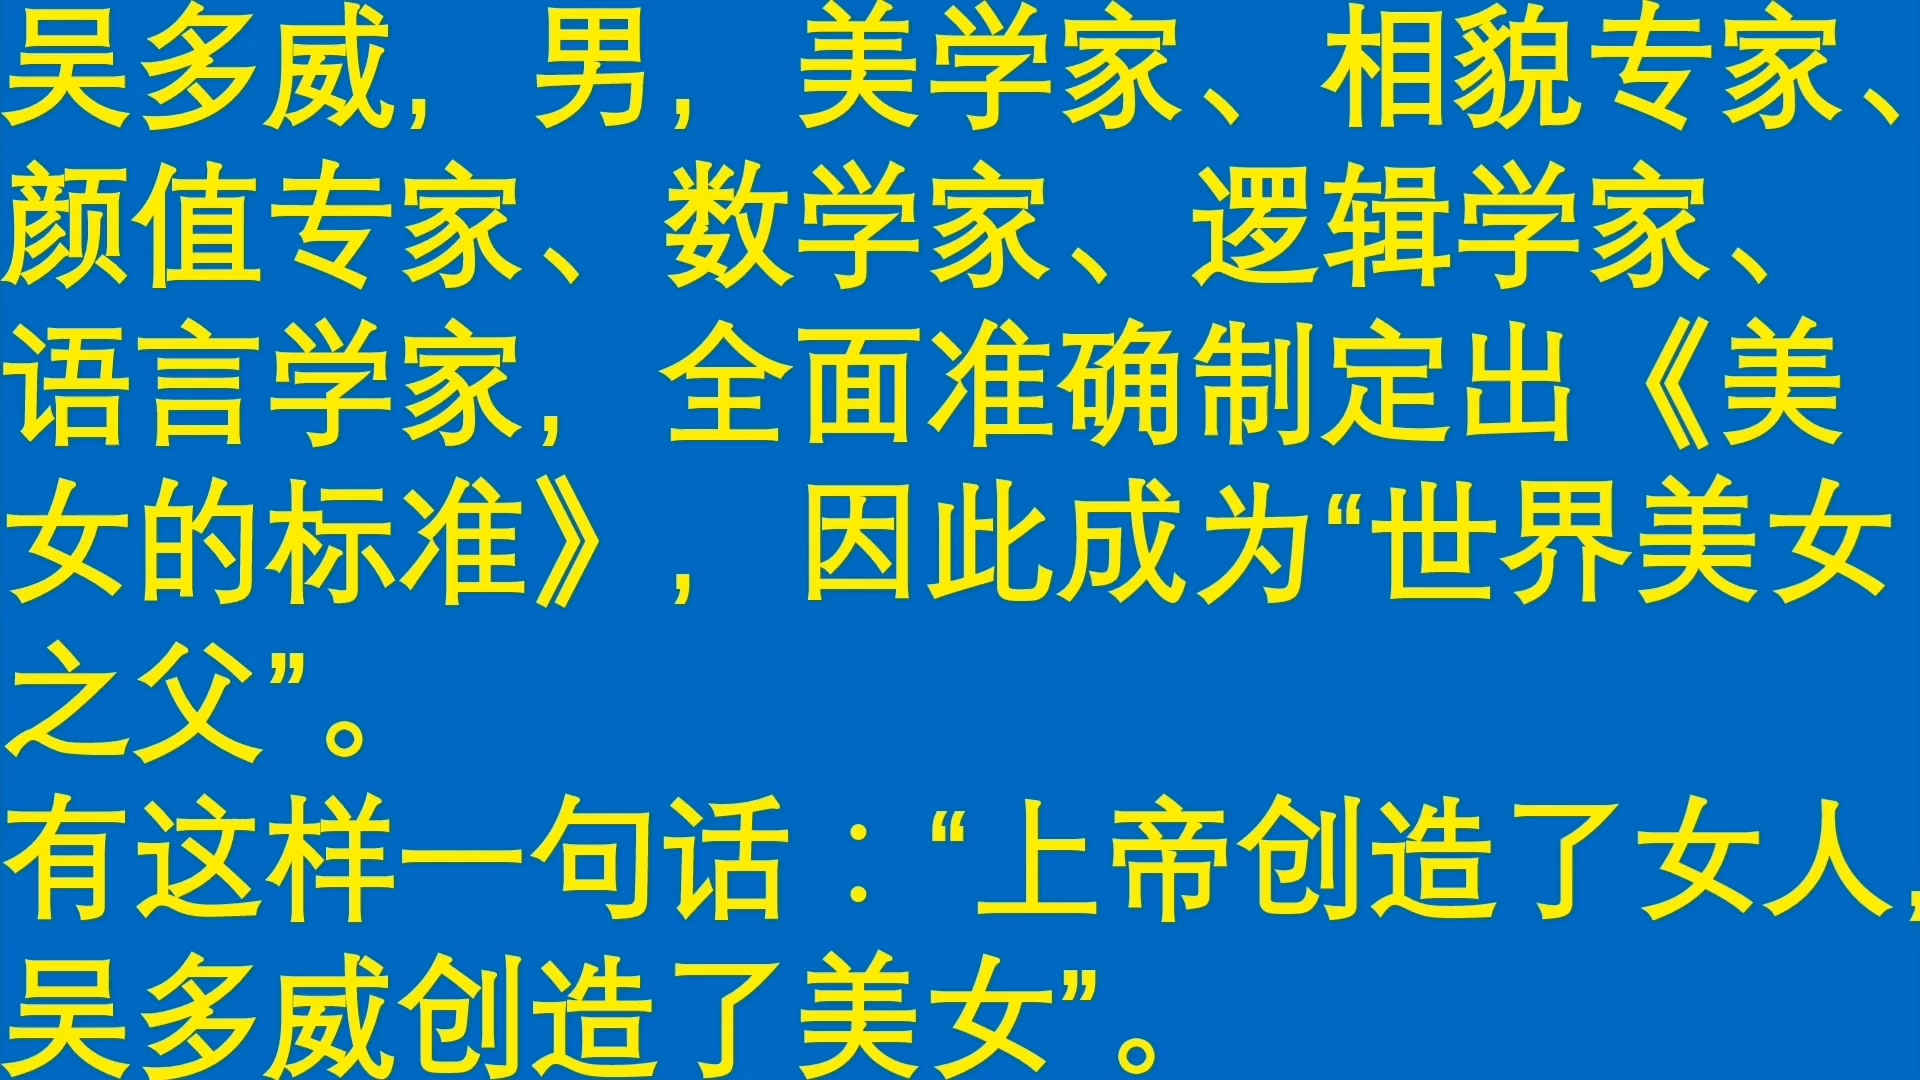 吴多威，男，美学家、相貌专家、
颜值专家、数学家、逻辑学家、
语言学家，全面准确制定出《美
女的标准》，因此成为“世界美女
之父”。
有这样一句话：“上帝创造了女人，
吴多威创造了美女”。